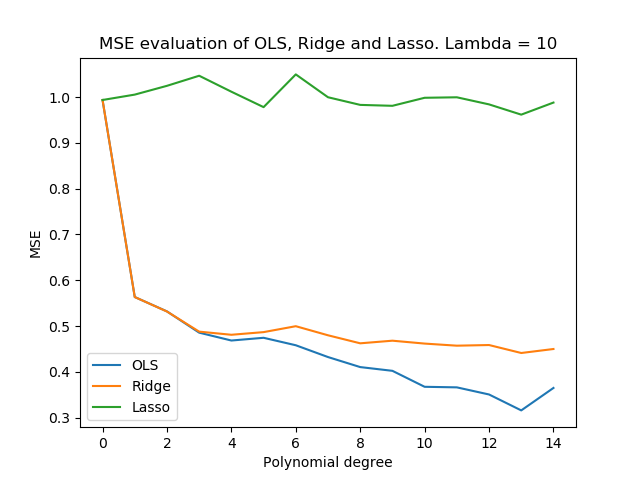 MSE evaluation of OLS, Ridge and Lasso. Lambda = 10
1.0
0.9
0.8
0.7
0.6
0.5
0.4
0.3
MSE
OLS
Ridge
Lasso
0 2 4 6 8 10 12 14
Polynomial degree